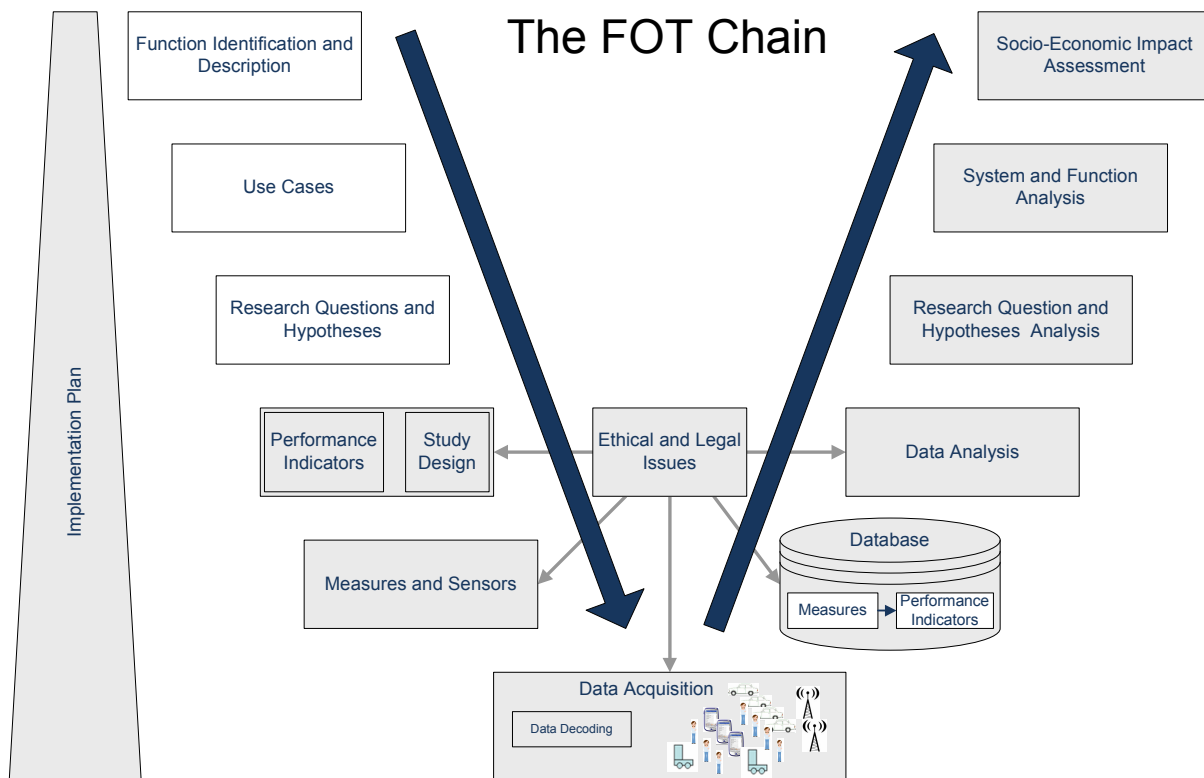 The FOT Chain
Function Identification and
Description
Socio-Economic Impact
Assessment
Use Cases
System and Function
Analysis
Research Questions and
Hypotheses
Research Question and
Hypotheses Analysis
Implementation Plan
Performance
Indicators
Study
Design
Ethical and Legal
Issues
Data Analysis
Measures and Sensors
Database
Measures
Performance
Indicators
Data Acquisition
Data Decoding